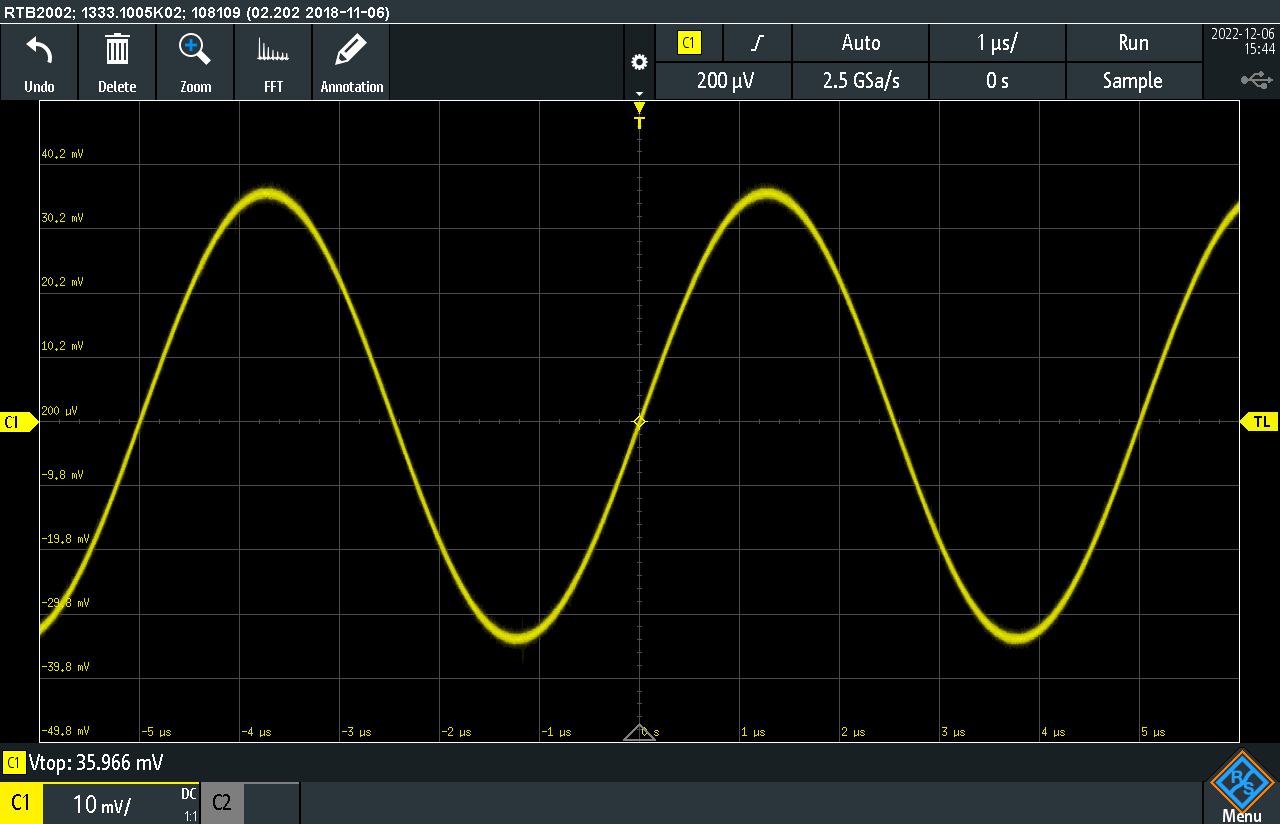 RTB2002; 1333.1005K02; 108109 (02.202 2018-11-06)
Undo
Delete
Zoom
FFT
Annotation
C1
Auto
1 µs/
Run
200 µV
2.5 GSa/s
0 s
Sample
2022-12-06
15:44
T
40.2 mV
30.2 mV
20.2 mV
10.2 mV
200 µV
C1
TL
-9.8 mV
-19.8 mV
-29.8 mV
-39.8 mV
-49.8 mV
-5 µs
-4 µs
-3 µs
-2 µs
-1 µs
0 s
1 µs
2 µs
3 µs
4 µs
5 µs
C1 Vtop: 35.966 mV
C1
10 mV/
DC
1:1
C2
R S
Menu